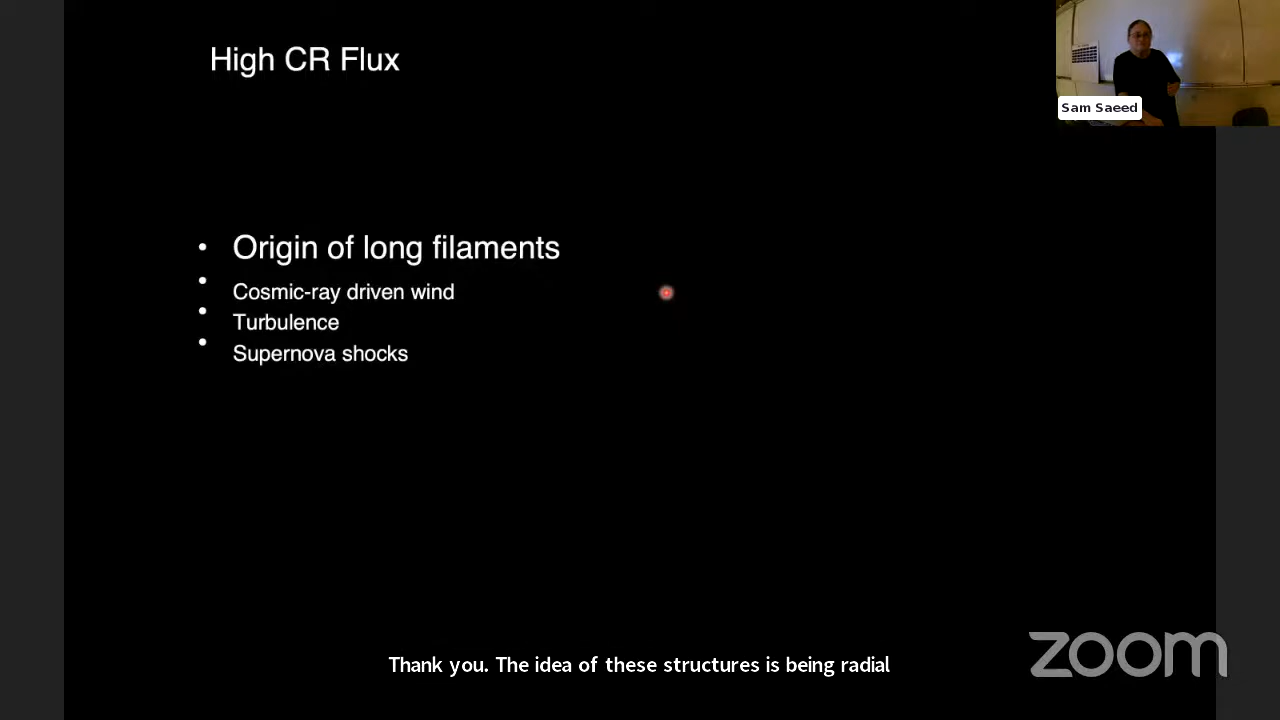 High CR Flux
Sam Saeed
• Origin of long filaments
• Cosmic-ray driven wind
• Turbulence
• Supernova shocks
Thank you. The idea of these structures is being radial
zoom